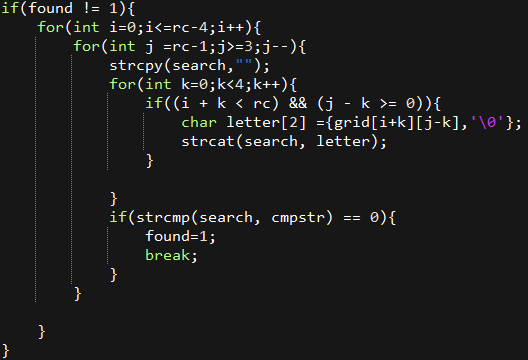 if(found != 1){
    for(int i=0;i<=rc-4;i++){
        for(int j =rc-1;j>=3;j--){
            strcpy(search,"");
            for(int k=0;k<4;k++){
                if((i + k < rc) && (j - k >= 0)){
                    char letter[2] ={grid[i+k][j-k],'\0'};
                    strcat(search, letter);
                }

            }
            if(strcmp(search, cmpstr) == 0){
                found=1;
                break;
            }
        }

    }
}